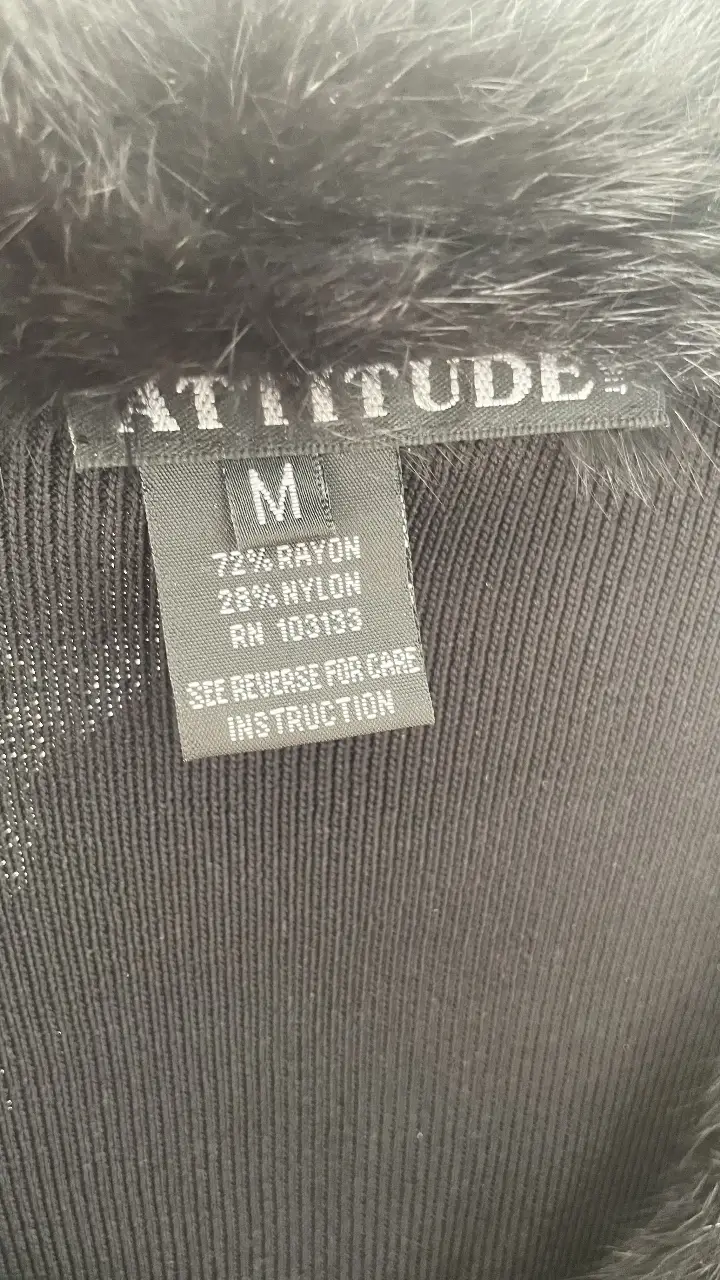 ATTITUDE
M
72% RAYON
28% NYLON
RN 103133
SEE REVERSE FOR CARE
INSTRUCTION